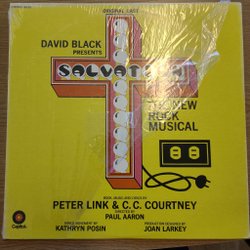 ORIGINAL CAST
DAVID BLACK
PRESENTS
SALVATION
THE NEW
ROCK
MUSICAL
BOOK, MUSIC AND LYRICS BY
PETER LINK & C.C. COURTNEY
DIRECTED BY
PAUL AARON
DANCE MOVEMENT BY
KATHRYN POSIN
PRODUCTION DESIGNED BY
JOAN LARKEY
Capitol